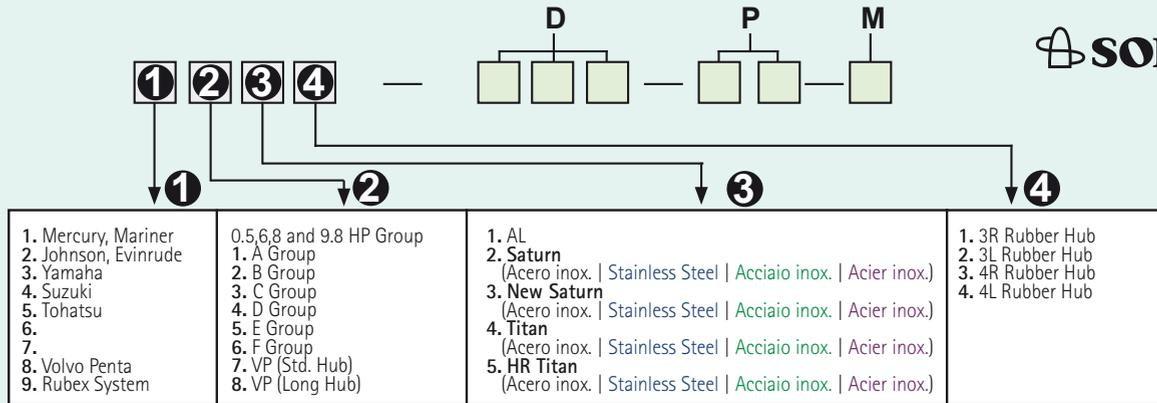 D P M
1 2 3 4 — — —
1 2 3 4
1. Mercury, Mariner
2. Johnson, Evinrude
3. Yamaha
4. Suzuki
5. Tohatsu
6.
7.
8. Volvo Penta
9. Rubex System
0.5,6,8 and 9.8 HP Group
1. A Group
2. B Group
3. C Group
4. D Group
5. E Group
6. F Group
7. VP (Std. Hub)
8. VP (Long Hub)
1. AL
2. Saturn
(Acero inox. | Stainless Steel | Acciaio inox. | Acier inox.)
3. New Saturn
(Acero inox. | Stainless Steel | Acciaio inox. | Acier inox.)
4. Titan
(Acero inox. | Stainless Steel | Acciaio inox. | Acier inox.)
5. HR Titan
(Acero inox. | Stainless Steel | Acciaio inox. | Acier inox.)
1. 3R Rubber Hub
2. 3L Rubber Hub
3. 4R Rubber Hub
4. 4L Rubber Hub